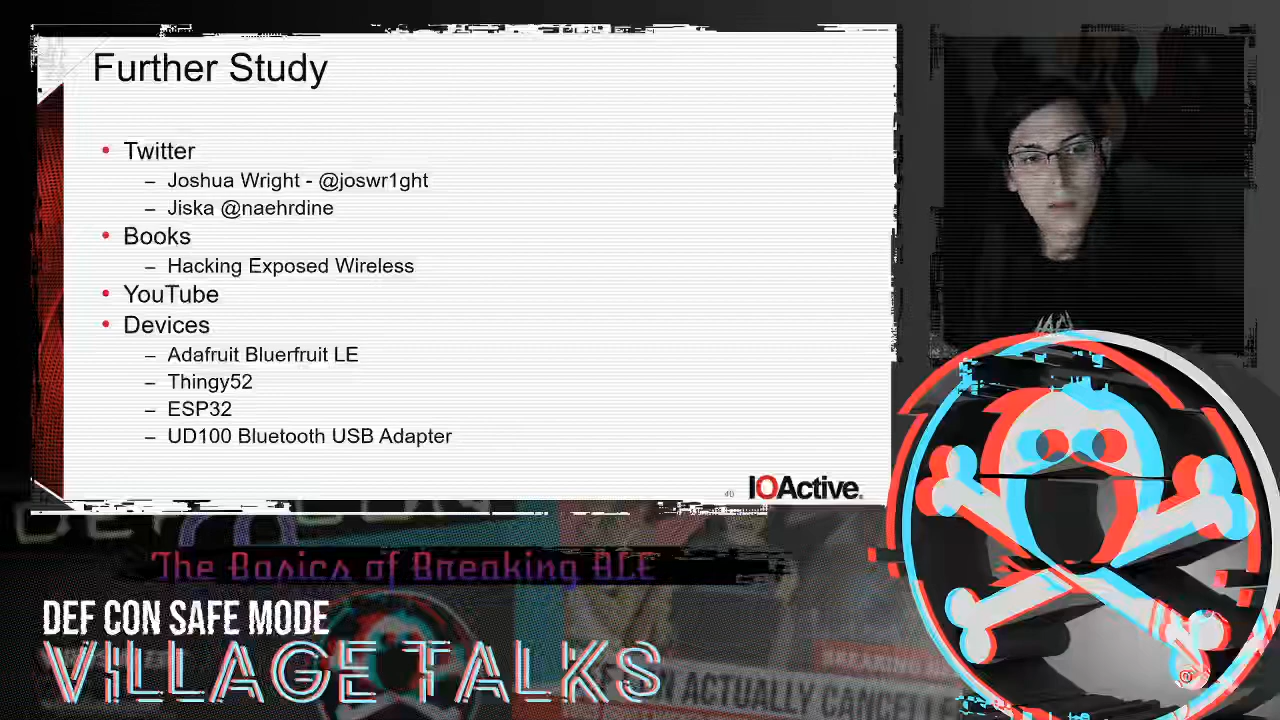 Further Study
• Twitter
– Joshua Wright - @joswr1ght
– Jiska @naehrdine
• Books
– Hacking Exposed Wireless
• YouTube
• Devices
– Adafruit Bluerfruit LE
– Thingy52
– ESP32
– UD100 Bluetooth USB Adapter
IOActive
The Basics of Breaking BLE
DEF CON SAFE MODE
VILLAGE TALKS
ACTUALLY